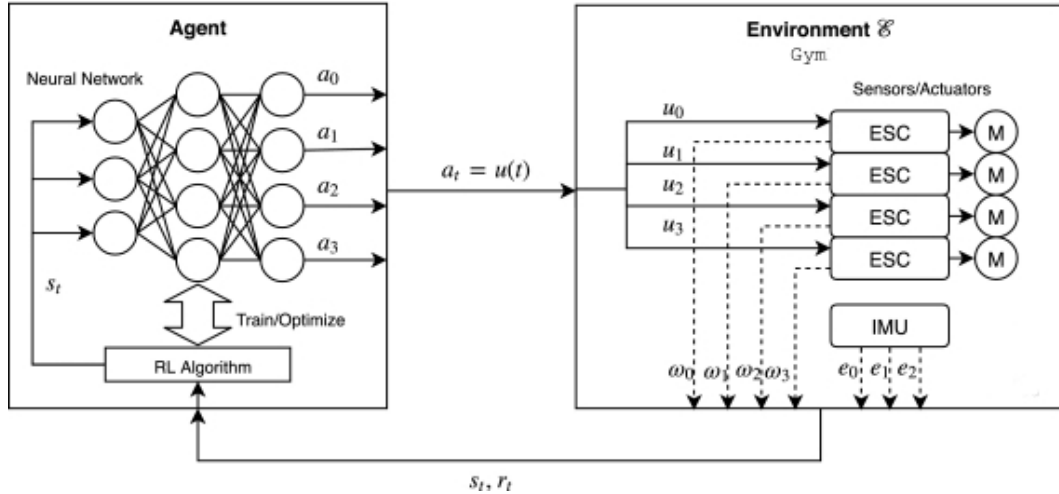 Agent
Neural Network
a₀
a₁
a₂
a₃
sₜ
Train/Optimize
RL Algorithm
aₜ = u(t)
Environment ℰ
Gym
Sensors/Actuators
u₀
ESC
M
u₁
ESC
M
u₂
ESC
M
u₃
ESC
M
IMU
ω₀ ω₁ ω₂ ω₃ e₀ e₁ e₂
sₜ, rₜ